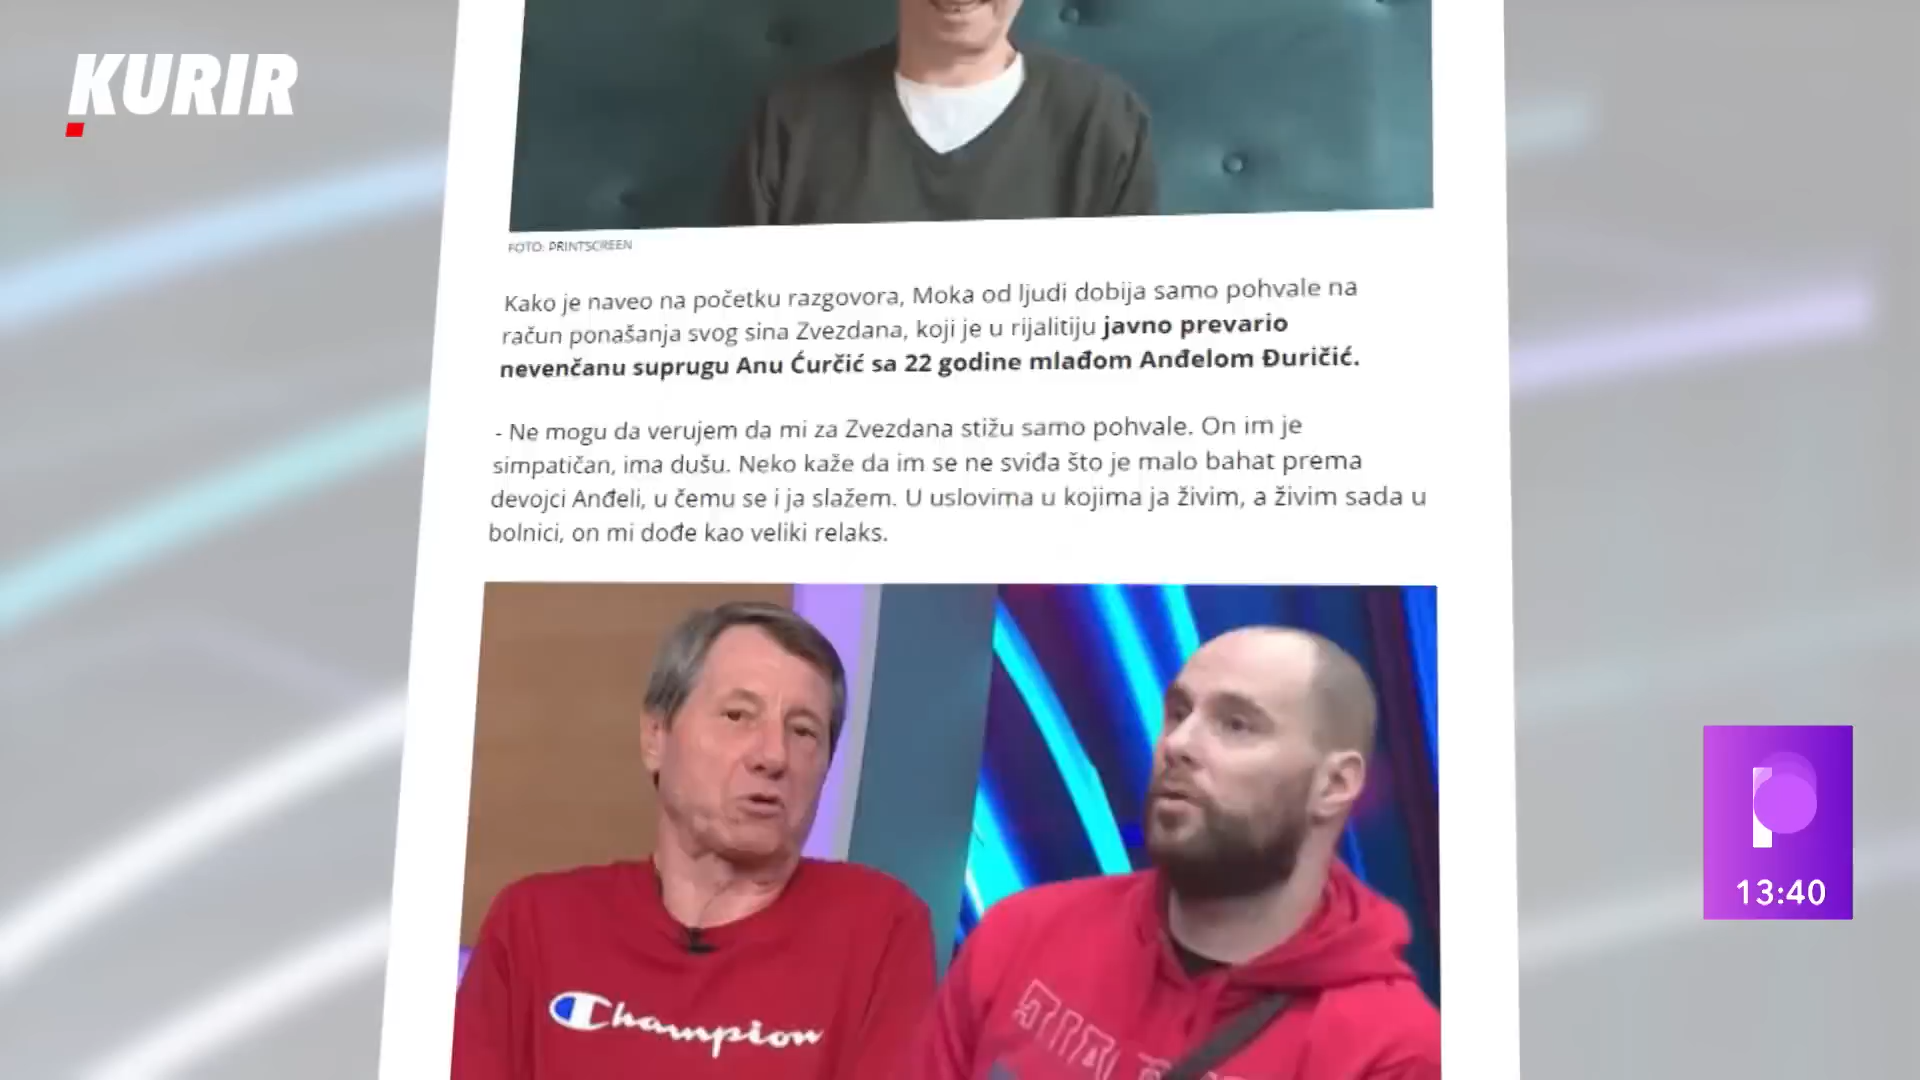 KURIR
FOTO: PRINTSCREEN
Kako je naveo na početku razgovora, Moka od ljudi dobija samo pohvale na
račun ponašanja svog sina Zvezdana, koji je u rijalitiju javno prevario
nevenčanu suprugu Anu Ćurčić sa 22 godine mlađom Anđelom Đuričić.
- Ne mogu da verujem da mi za Zvezdana stižu samo pohvale. On im je
simpatičan, ima dušu. Neko kaže da im se ne sviđa što je malo bahat prema
devojci Anđeli, u čemu se i ja slažem. U uslovima u kojima ja živim, a živim sada u
bolnici, on mi dođe kao veliki relaks.
Champion
13:40